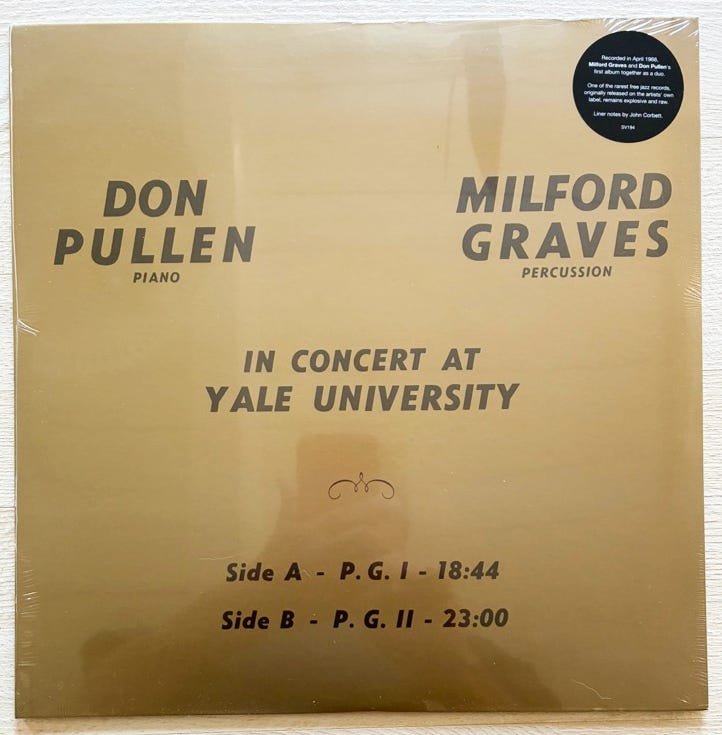 Recorded in April 1966,
Milford Graves and Don Pullen's
first album together as a duo.
One of the rarest free jazz records,
originally released on the artists' own
label, remains explosive and raw.
Liner notes by John Corbett.
SV194
DON
PULLEN
PIANO
MILFORD
GRAVES
PERCUSSION
IN CONCERT AT
YALE UNIVERSITY
Side A - P. G. I - 18:44
Side B - P. G. II - 23:00